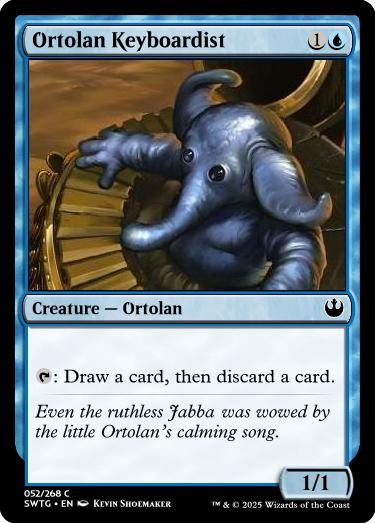 Ortolan Keyboardist 1
Creature — Ortolan
: Draw a card, then discard a card.
Even the ruthless Jabba was wowed by
the little Ortolan's calming song.
1/1
052/268 C
SWTG • EN Kevin Shoemaker
™ & © 2025 Wizards of the Coast